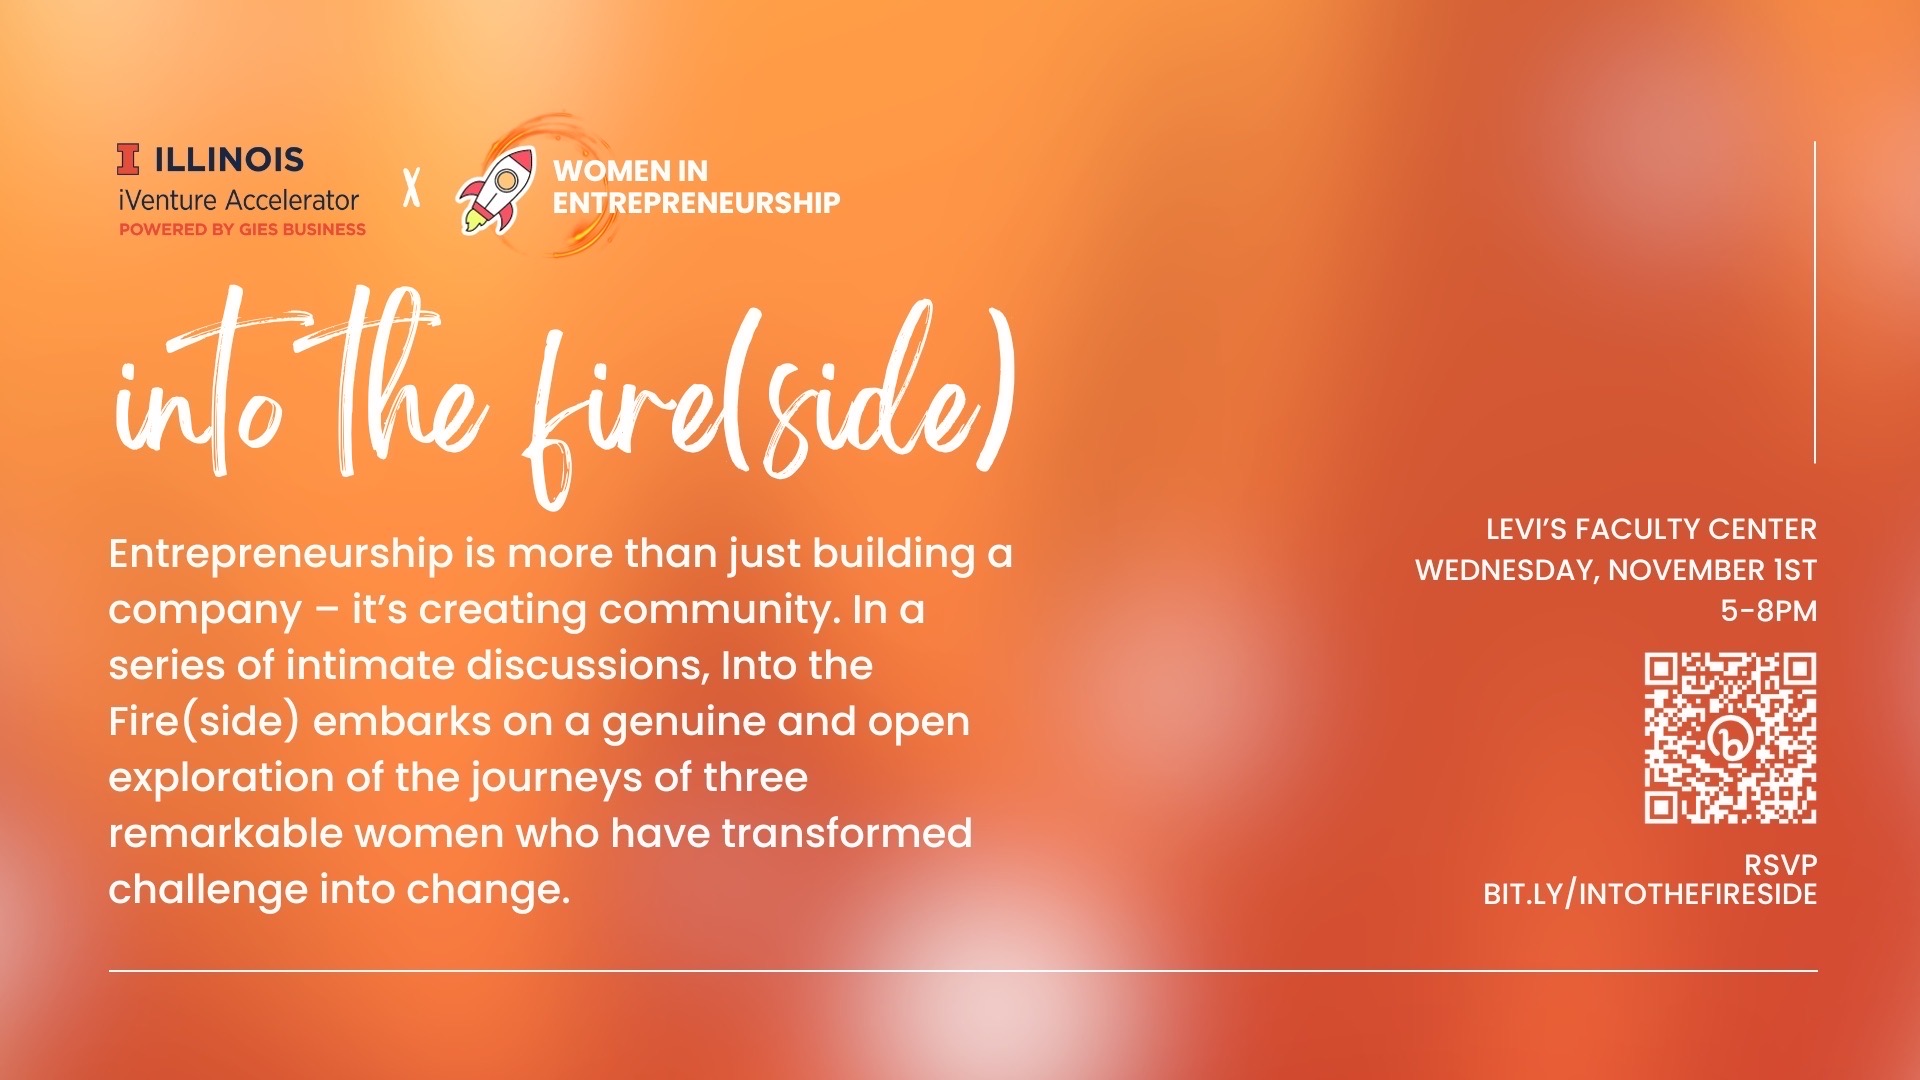 ILLINOIS
iVenture Accelerator
POWERED BY GIES BUSINESS
X
WOMEN IN
ENTREPRENEURSHIP
into the fire(side)
Entrepreneurship is more than just building a
company – it’s creating community. In a
series of intimate discussions, Into the
Fire(side) embarks on a genuine and open
exploration of the journeys of three
remarkable women who have transformed
challenge into change.
LEVI’S FACULTY CENTER
WEDNESDAY, NOVEMBER 1ST
5-8PM
RSVP
BIT.LY/INTOTHEFIRESIDE